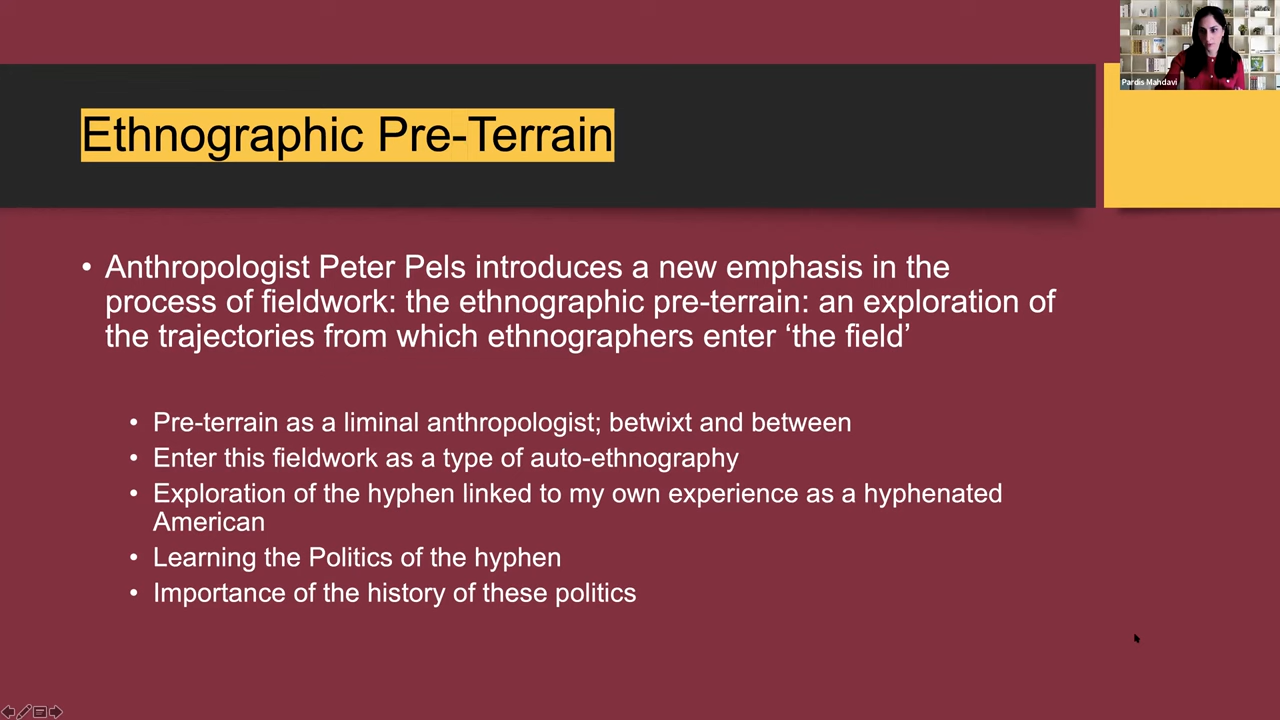 Pardis Mahdavi
Ethnographic Pre-Terrain
• Anthropologist Peter Pels introduces a new emphasis in the
process of fieldwork: the ethnographic pre-terrain: an exploration of
the trajectories from which ethnographers enter ‘the field’
• Pre-terrain as a liminal anthropologist; betwixt and between
• Enter this fieldwork as a type of auto-ethnography
• Exploration of the hyphen linked to my own experience as a hyphenated
American
• Learning the Politics of the hyphen
• Importance of the history of these politics